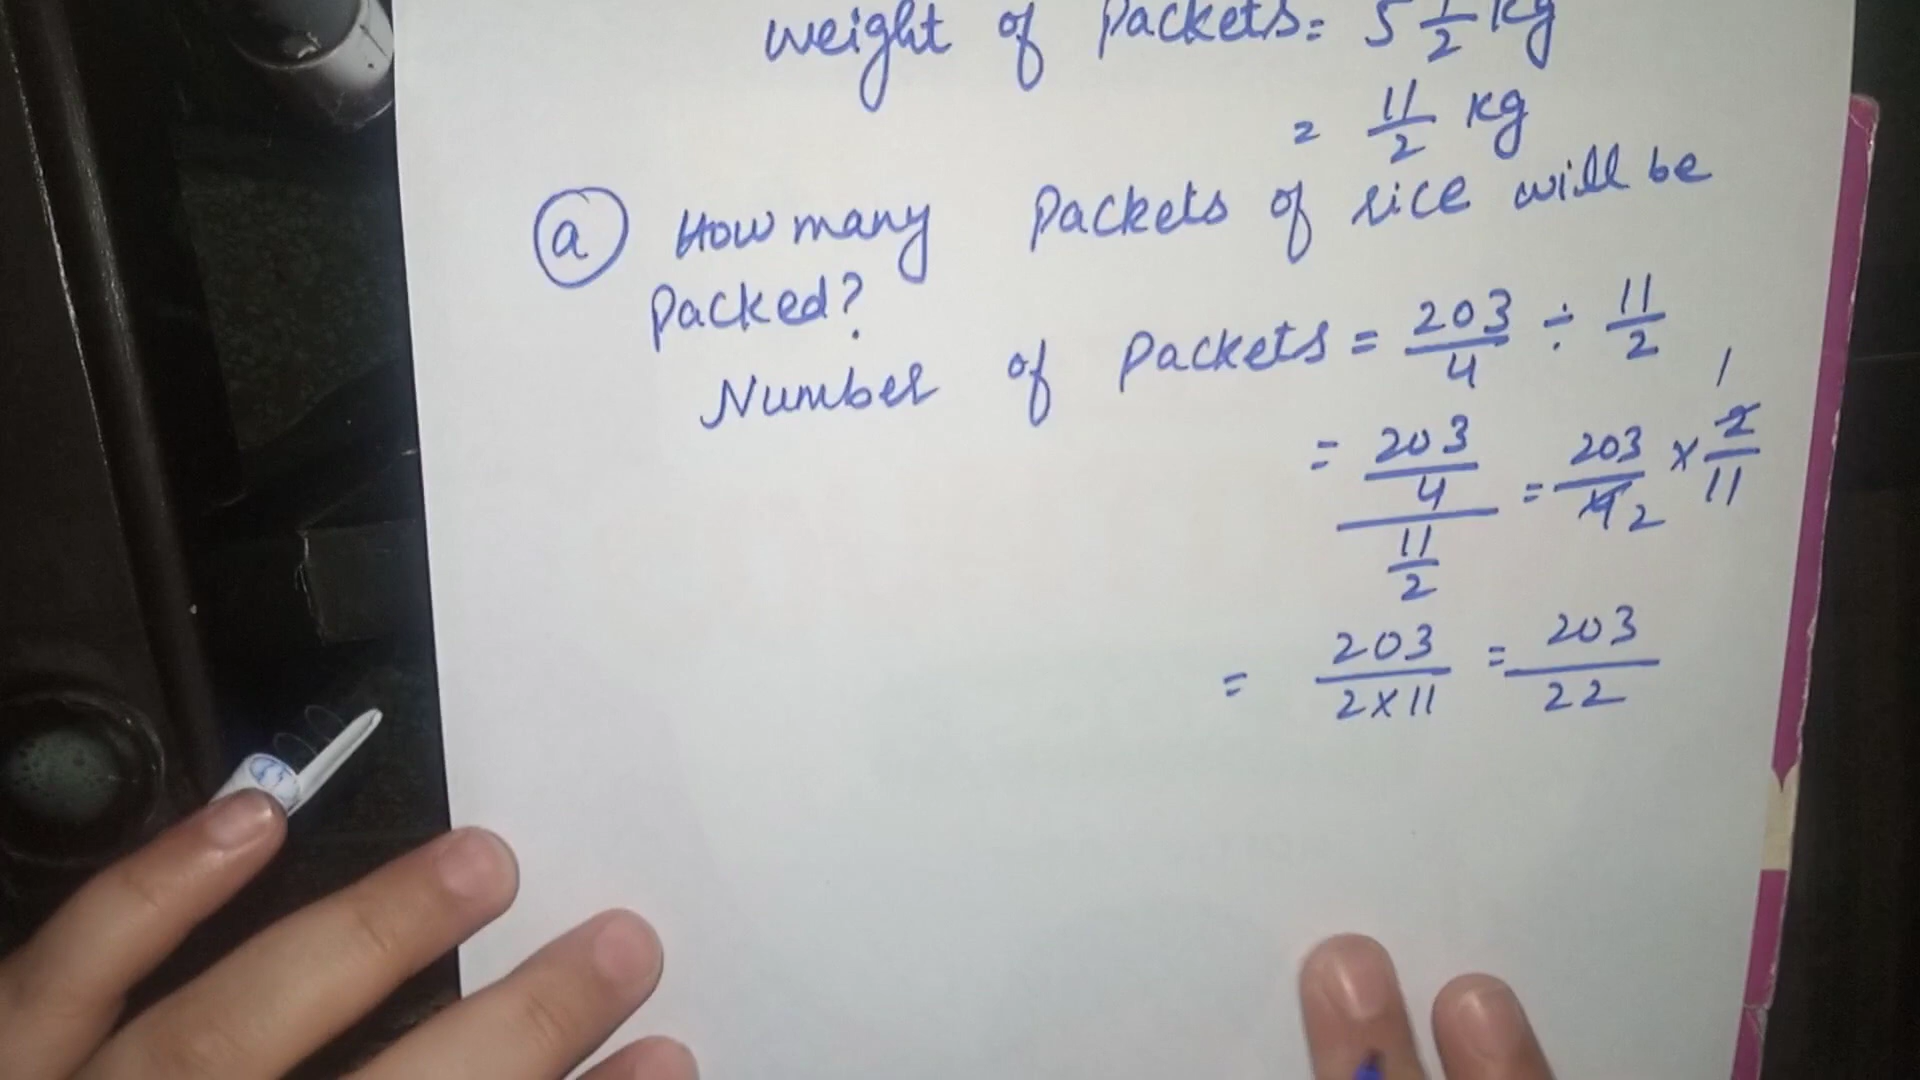 weight of Packets = 5 1/2 kg
= 11/2 kg
(a) How many Packets of rice will be
Packed?
Number of Packets = 203/4 ÷ 11/2
= 203/4 / 11/2 = 203/4 2 × 2/11 1
= 203/2×11 = 203/22